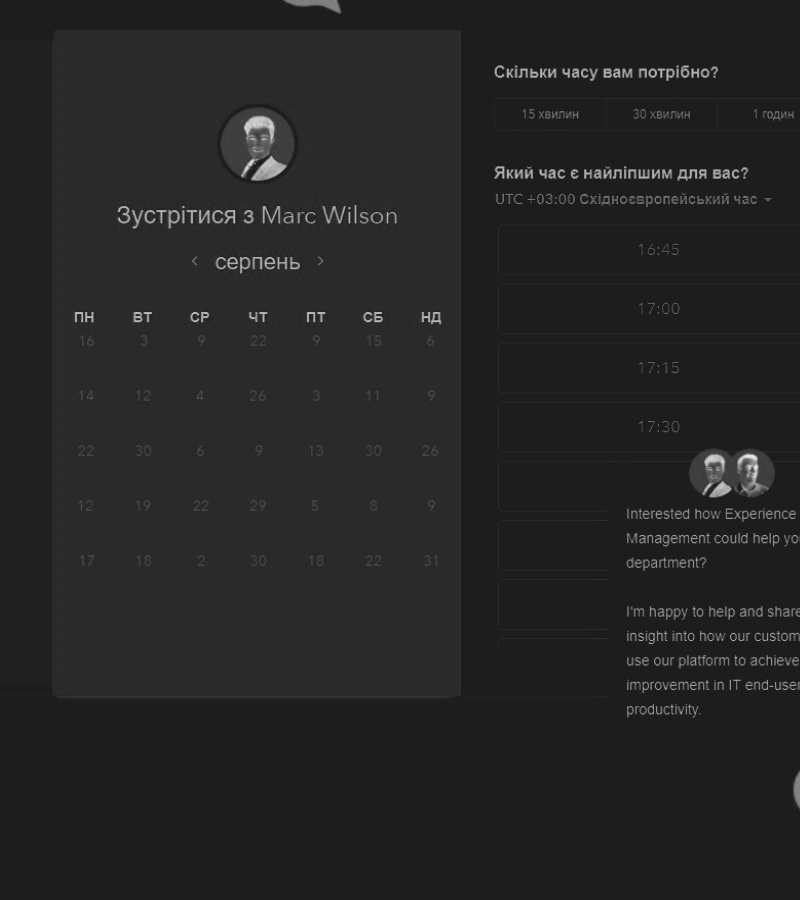 Зустрітися з Marc Wilson
серпень
ПН ВТ СР ЧТ ПТ СБ НД
16 3 9 22 9 15 6
14 12 4 26 3 11 9
22 30 6 9 13 30 26
12 19 22 29 5 8 9
17 18 2 30 18 22 31
Скільки часу вам потрібно?
15 хвилин 30 хвилин 1 годин
Який час є найліпшим для вас?
UTC +03:00 Східноєвропейський час
16:45
17:00
17:15
17:30
Interested how Experience
Management could help you
department?
I'm happy to help and share
insight into how our custom
use our platform to achieve
improvement in IT end-user
productivity.